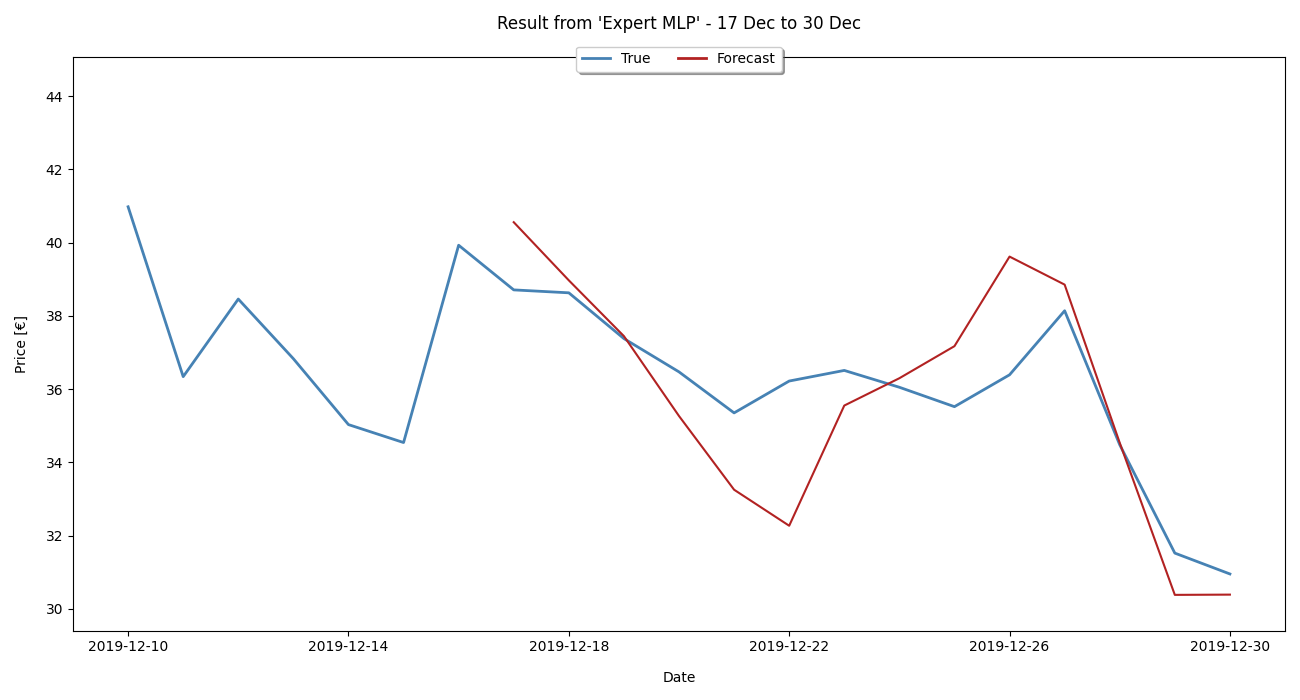 Result from 'Expert MLP' - 17 Dec to 30 Dec
True Forecast
44
42
40
38
36
34
32
30
Price [€]
2019-12-10 2019-12-14 2019-12-18 2019-12-22 2019-12-26 2019-12-30
Date